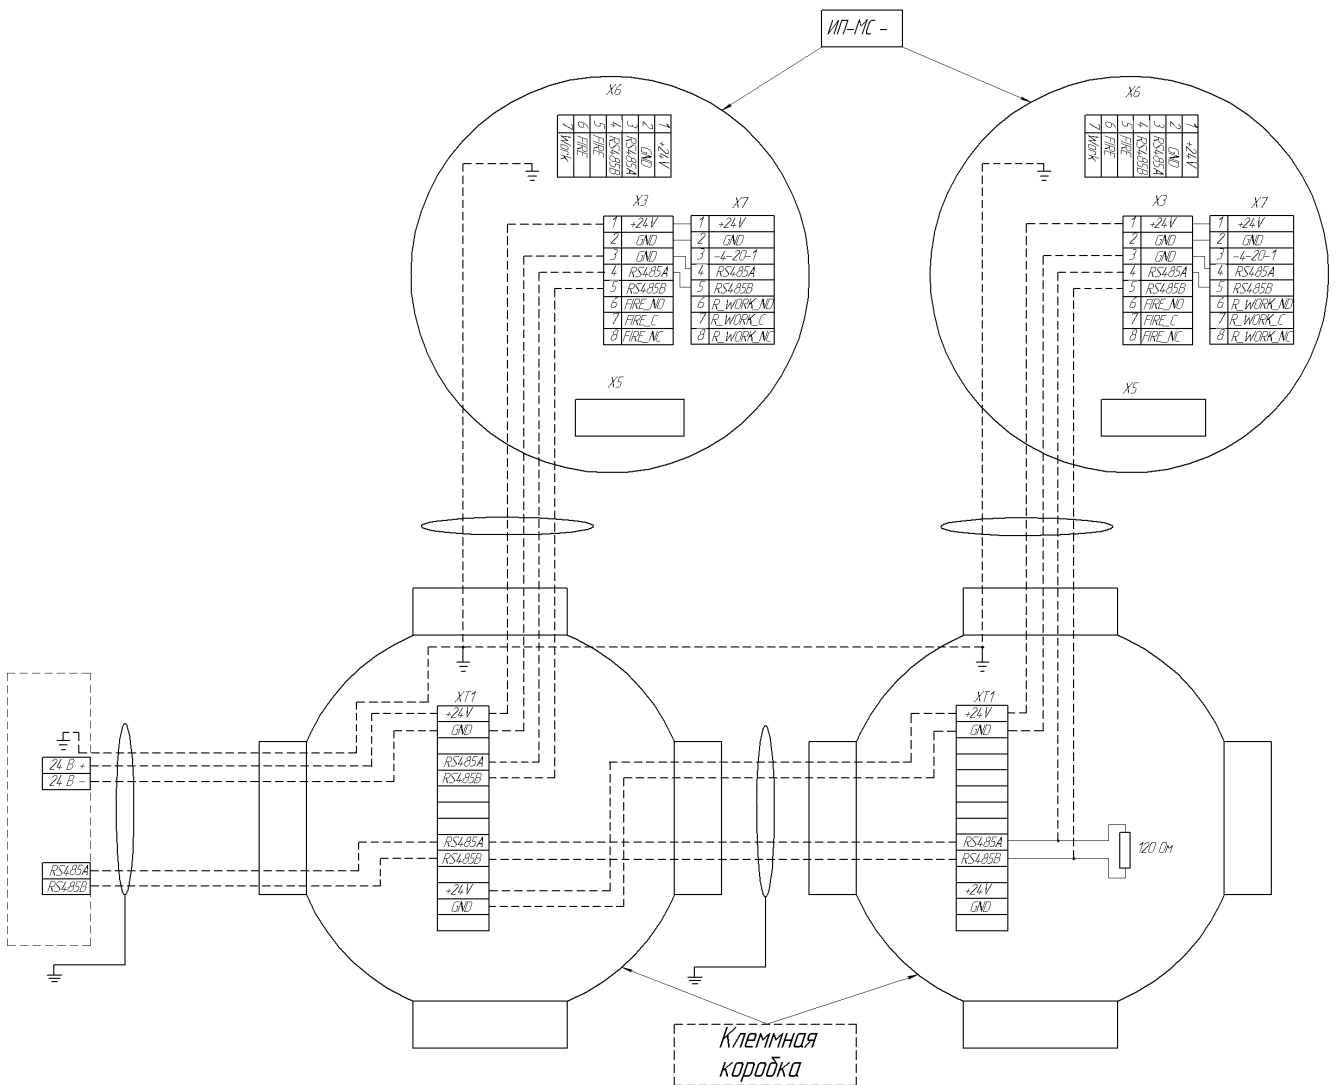 ИП-МС -
X6
1 +24V
2 GND
3 RS485A
4 RS485B
5 FIRE
6 FIRE
7 Work
X3
1 +24V
2 GND
3 GND
4 RS485A
5 RS485B
6 FIRE_NO
7 FIRE_C
8 FIRE_NC
X7
1 +24V
2 GND
3 -4-20-1
4 RS485A
5 RS485B
6 R_WORK_NO
7 R_WORK_C
8 R_WORK_NC
X5
X6
1 +24V
2 GND
3 RS485A
4 RS485B
5 FIRE
6 FIRE
7 Work
X3
1 +24V
2 GND
3 GND
4 RS485A
5 RS485B
6 FIRE_NO
7 FIRE_C
8 FIRE_NC
X7
1 +24V
2 GND
3 -4-20-1
4 RS485A
5 RS485B
6 R_WORK_NO
7 R_WORK_C
8 R_WORK_NC
X5
24 В +
24 В -
RS485A
RS485B
XT1
+24V
GND
RS485A
RS485B
RS485A
RS485B
+24V
GND
XT1
+24V
GND
RS485A
RS485B
+24V
GND
120 Ом
Клеммная
коробка